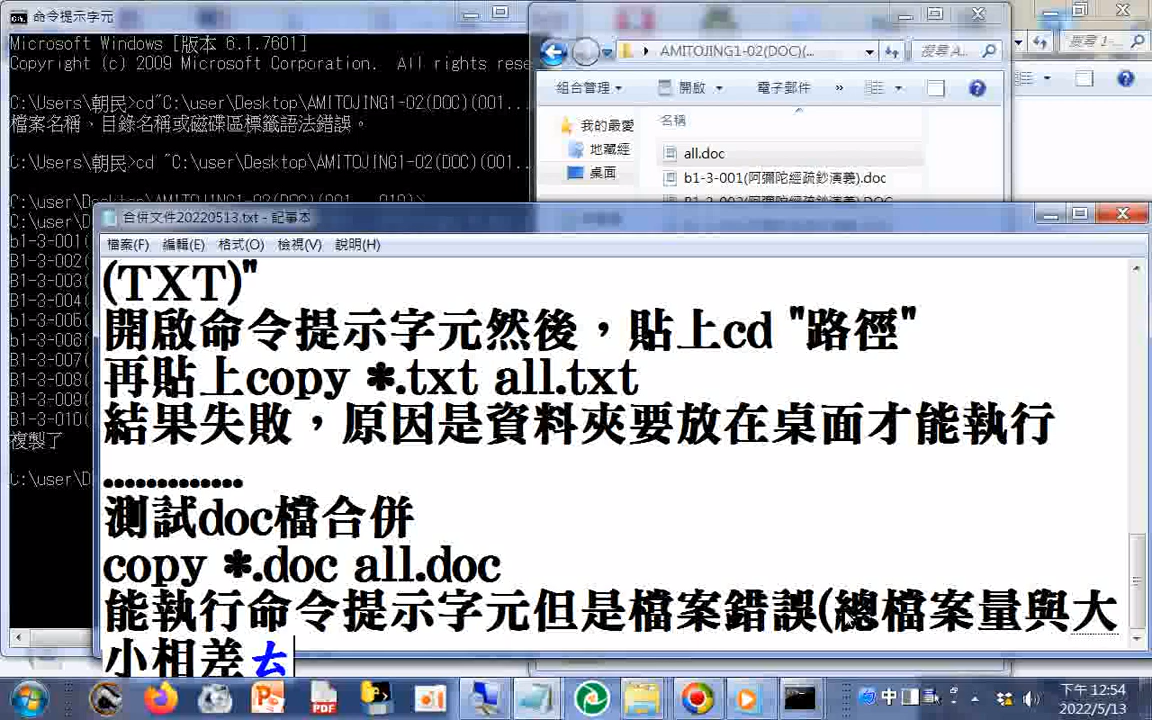 命令提示字元
Microsoft Windows [版本 6.1.7601]
Copyright (c) 2009 Microsoft Corporation. All rights rese
C:\Users\朝民>cd"C:\user\Desktop\AMITOJING1-02(DOC)(001...
檔案名稱、目錄名稱或磁碟區標籤語法錯誤。
C:\Users\朝民>cd "C:\user\Desktop\AMITOJING1-02(DOC)(001...
C:\user\D
b1-3-001(
B1-3-002(
B1-3-003(
B1-3-004(
b1-3-005(
b1-3-006(
B1-3-007(
B1-3-008(
B1-3-009(
B1-3-010(
複製了
C:\user\D
AMITOJING1-02(DOC)(...
搜尋 A...
搜尋 1-...
組合管理
開啟
電子郵件
»
我的最愛
地藏經
桌面
名稱
all.doc
b1-3-001(阿彌陀經疏鈔演義).doc
合併文件20220513.txt - 記事本
檔案(F) 編輯(E) 格式(O) 檢視(V) 說明(H)
(TXT)"
開啟命令提示字元然後，貼上cd "路徑"
再貼上copy *.txt all.txt
結果失敗，原因是資料夾要放在桌面才能執行
.............
測試doc檔合併
copy *.doc all.doc
能執行命令提示字元但是檔案錯誤(總檔案量與大
小相差ㄊ
PDF
中
下午 12:54
2022/5/13